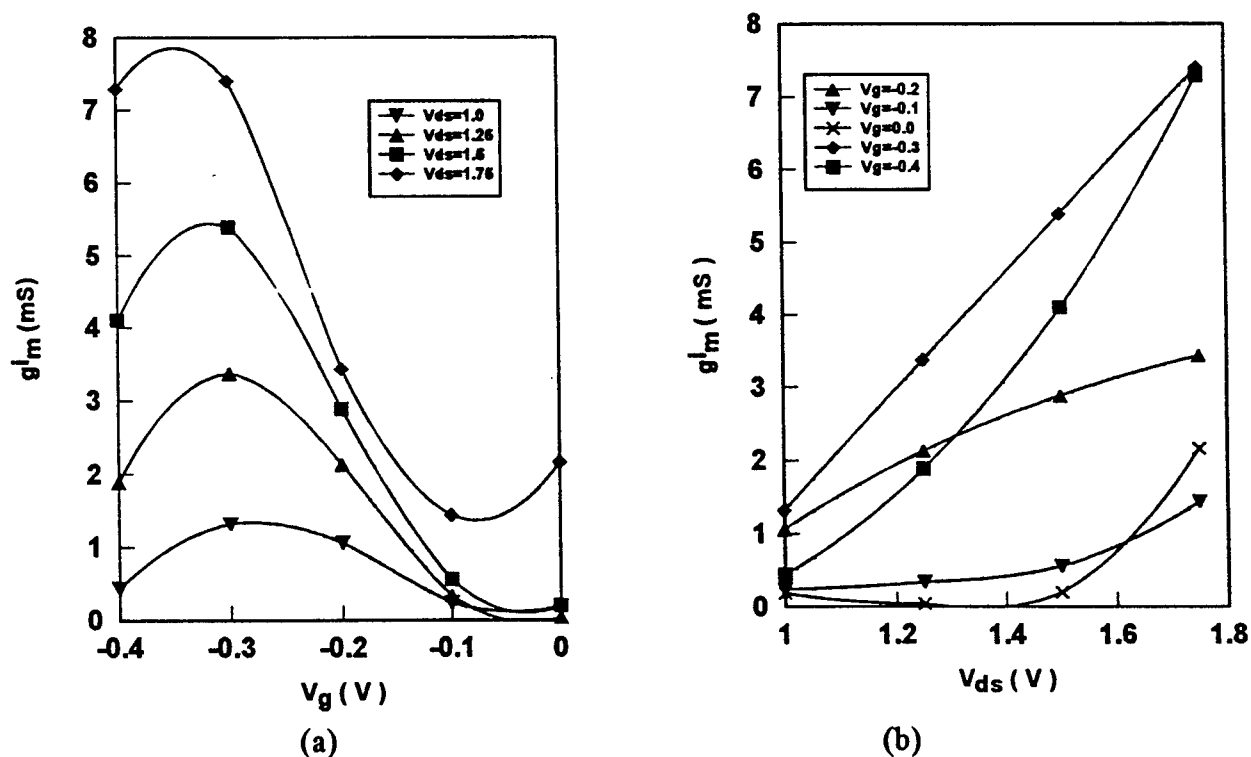 8
7
6
5
4
3
2
1
0
g^i_m (mS)
-0.4
-0.3
-0.2
-0.1
0
V_g ( V )
Vds=1.0
Vds=1.25
Vds=1.5
Vds=1.75
(a)
8
7
6
5
4
3
2
1
0
g^i_m ( mS )
1
1.2
1.4
1.6
1.8
V_ds ( V )
Vg=-0.2
Vg=-0.1
Vg=0.0
Vg=-0.3
Vg=-0.4
(b)